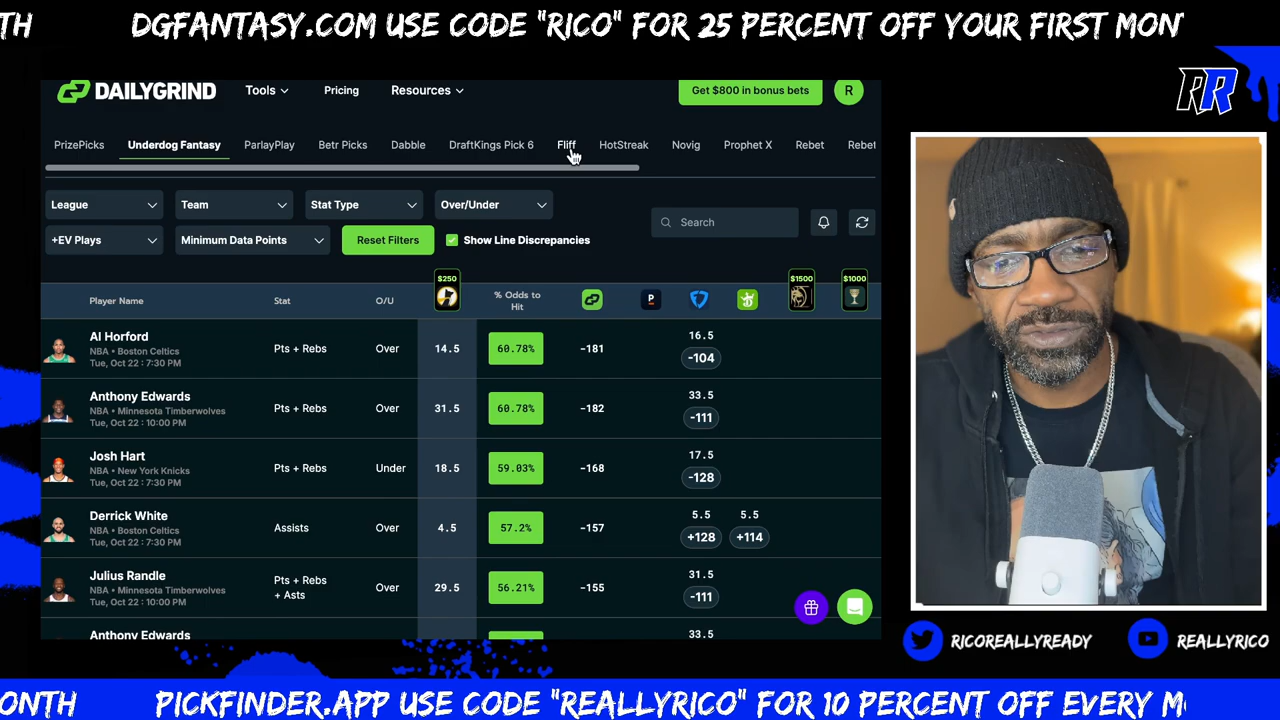 TH DGFANTASY.COM USE CODE "RICO" FOR 25 PERCENT OFF YOUR FIRST MON
RR
DAILYGRIND Tools Pricing Resources Get $800 in bonus bets R
PrizePicks Underdog Fantasy ParlayPlay Betr Picks Dabble DraftKings Pick 6 Fliff HotStreak Novig Prophet X Rebet Rebet
League Team Stat Type Over/Under Search
+EV Plays Minimum Data Points Reset Filters Show Line Discrepancies
$250 $1500 $1000
Player Name Stat O/U % Odds to Hit P
Al Horford
NBA • Boston Celtics
Tue, Oct 22 : 7:30 PM
Pts + Rebs Over 14.5 60.78% -181 16.5 -104
Anthony Edwards
NBA • Minnesota Timberwolves
Tue, Oct 22 : 10:00 PM
Pts + Rebs Over 31.5 60.78% -182 33.5 -111
Josh Hart
NBA • New York Knicks
Tue, Oct 22 : 7:30 PM
Pts + Rebs Under 18.5 59.03% -168 17.5 -128
Derrick White
NBA • Boston Celtics
Tue, Oct 22 : 7:30 PM
Assists Over 4.5 57.2% -157 5.5 +128 5.5 +114
Julius Randle
NBA • Minnesota Timberwolves
Tue, Oct 22 : 10:00 PM
Pts + Rebs + Asts Over 29.5 56.21% -155 31.5 -111
Anthony Edwards 33.5
RICOREALLYREADY REALLYRICO
ONTH PICKFINDER.APP USE CODE "REALLYRICO" FOR 10 PERCENT OFF EVERY M